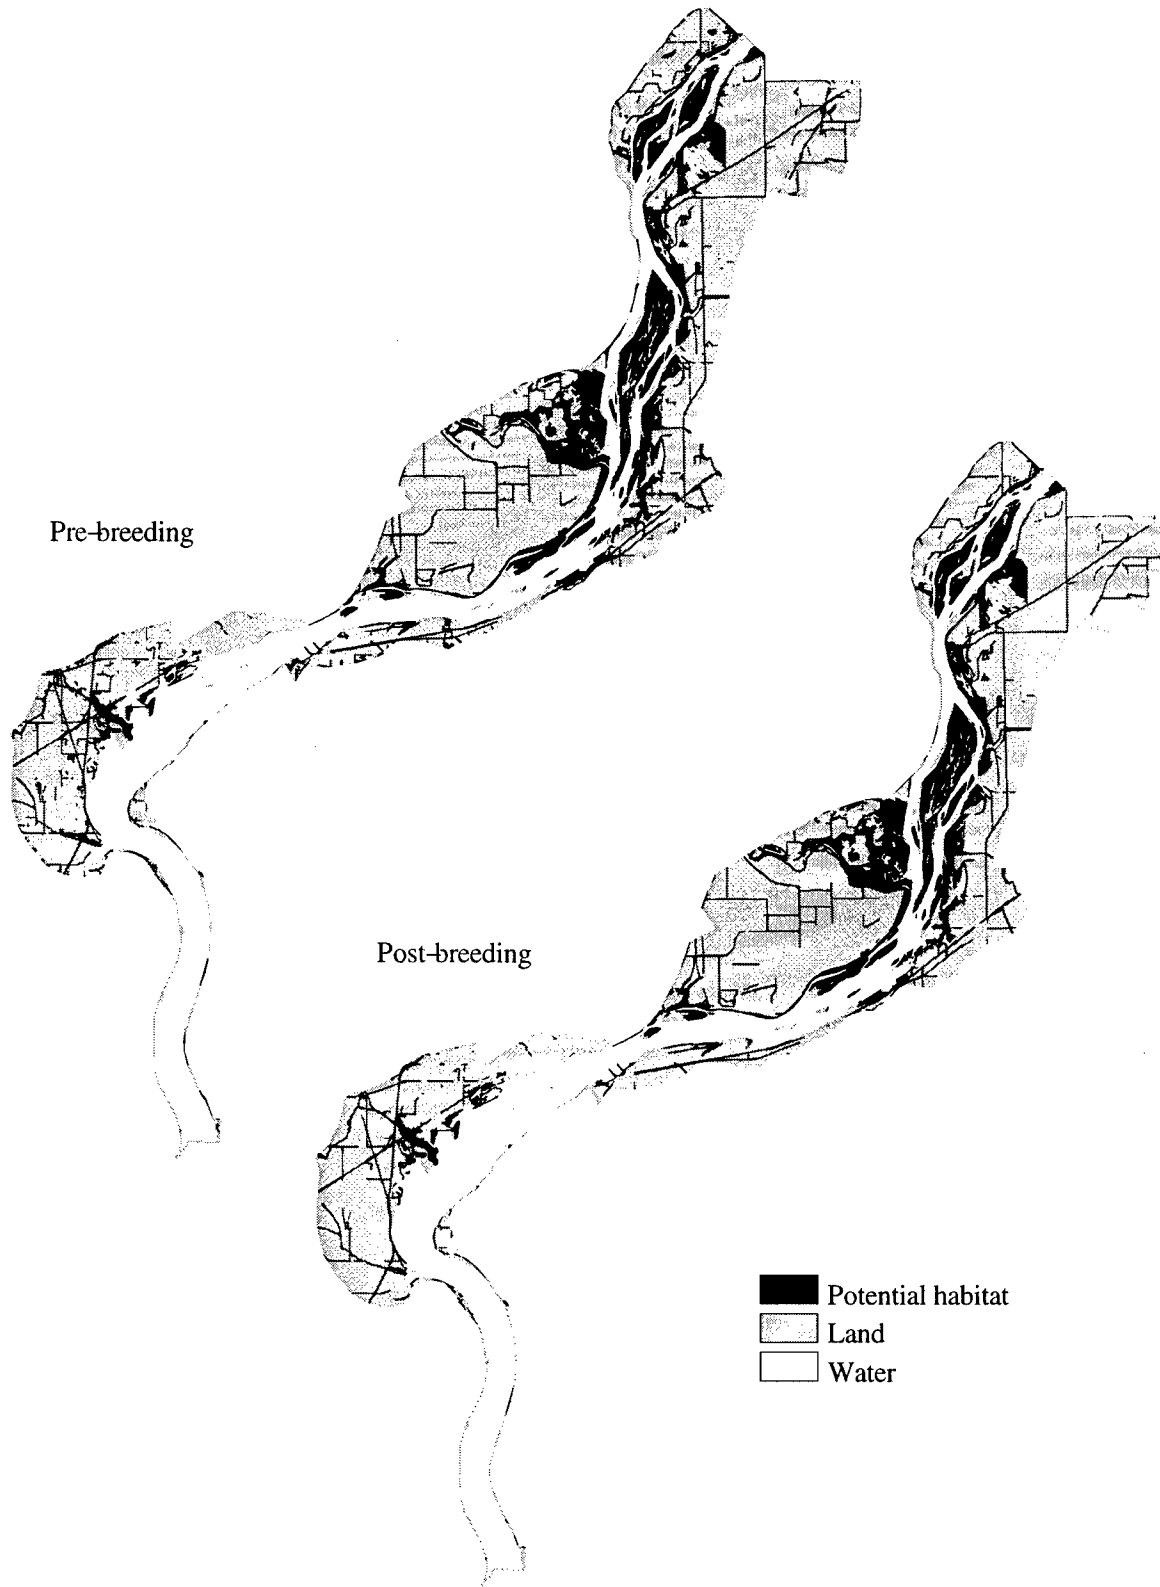 Pre-breeding
Post-breeding
Potential habitat
Land
Water